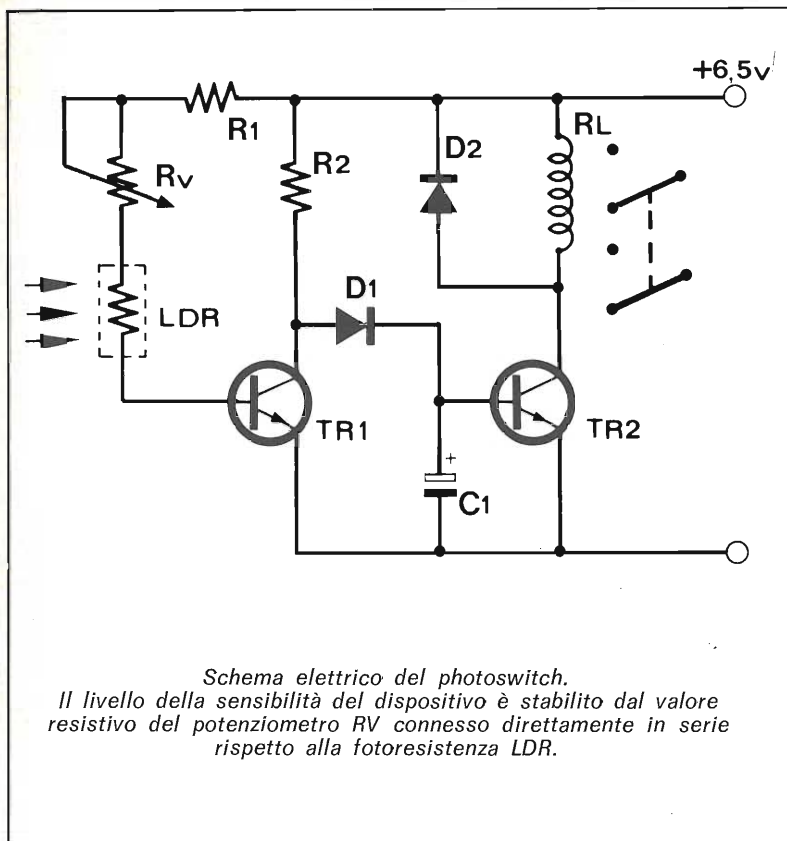 +6,5v
R1
RL
D2
R2
Rv
D1
LDR
TR1
TR2
+
C1
Schema elettrico del photoswitch.
Il livello della sensibilità del dispositivo è stabilito dal valore
resistivo del potenziometro RV connesso direttamente in serie
rispetto alla fotoresistenza LDR.